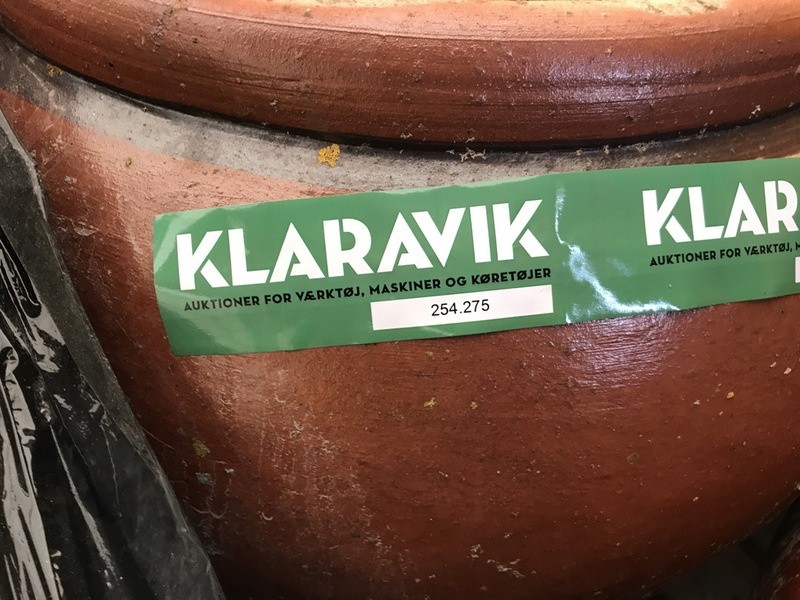 KLARAVIK
AUKTIONER FOR VÆRKTØJ, MASKINER OG KØRETØJER
254.275
KLAR
AUKTIONER FOR VÆRKTØJ,